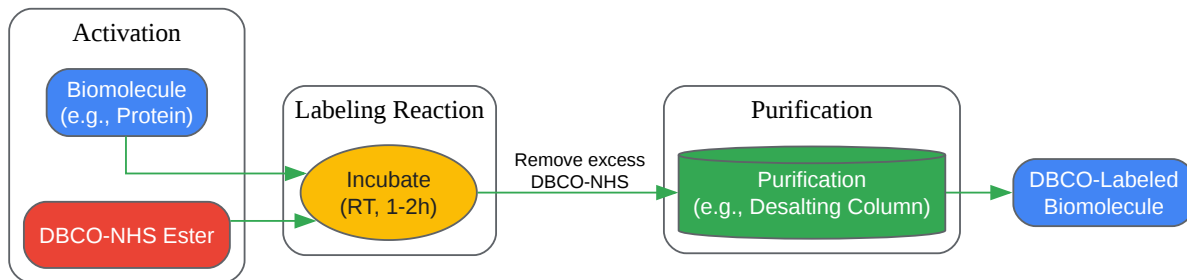 Activation
Biomolecule
(e.g., Protein)
DBCO-NHS Ester
Labeling Reaction
Incubate
(RT, 1-2h)
Remove excess
DBCO-NHS
Purification
Purification
(e.g., Desalting Column)
DBCO-Labeled
Biomolecule